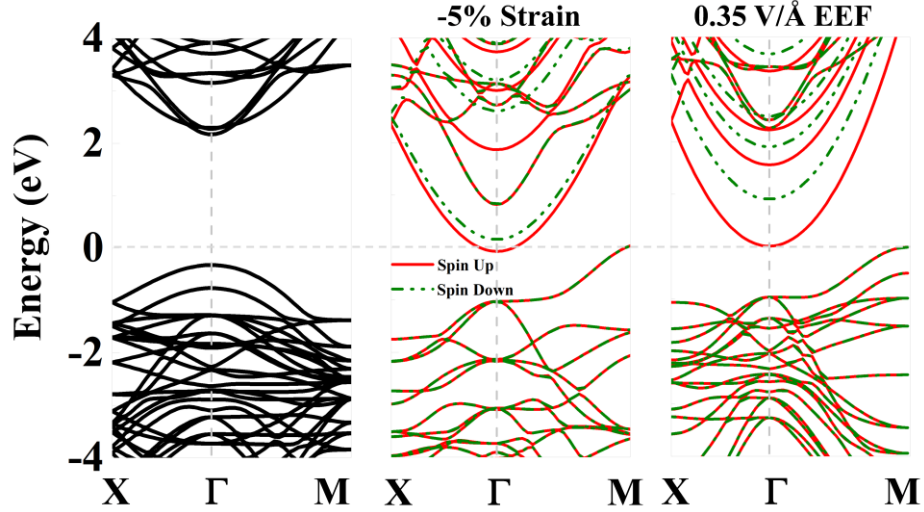 -5% Strain 0.35 V/Å EEF
4
2
0
-2
-4
Energy (eV)
Spin Up
Spin Down
X Γ M X Γ M X Γ M